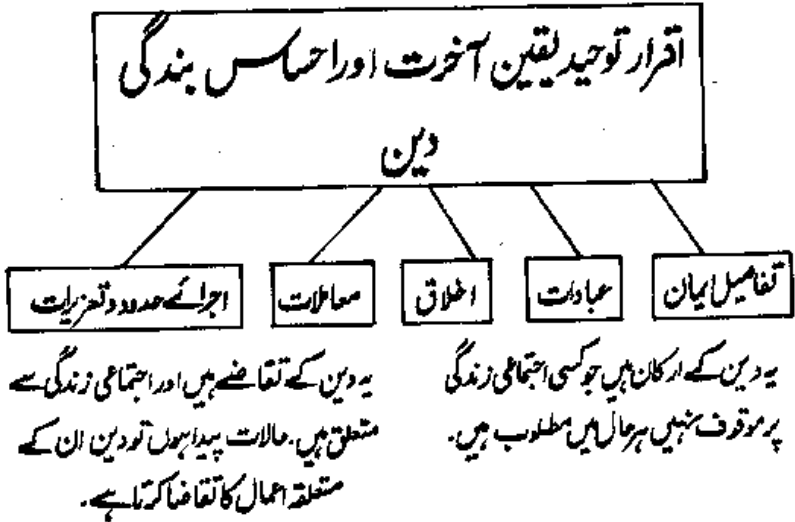 اقرار توحید یقین آخرت اور احساس بندگی
دین
تفاصیل ایمان
عبادات
اخلاق
معاملات
اجرائے حدود و تعزیرات
یہ دین کے ارکان ہیں جو کسی اجتماعی زندگی
پر موقوف نہیں ہر حال میں مطلوب ہیں۔
یہ دین کے تقاضے ہیں اور اجتماعی زندگی سے
متعلق ہیں۔ حالات پیدا ہوں تو دین ان کے
متعلقہ اعمال کا تقاضا کرتا ہے۔